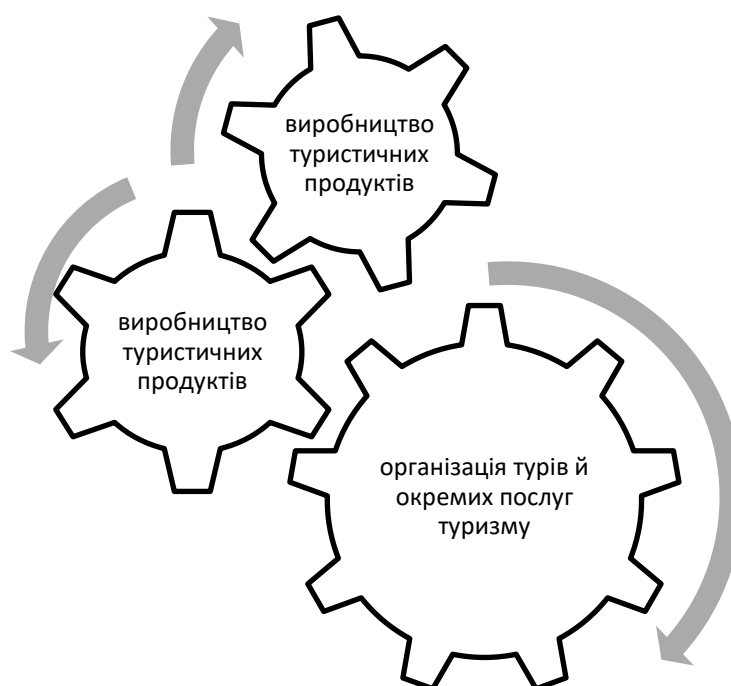 виробництво
туристичних
продуктів
виробництво
туристичних
продуктів
організація турів й
окремих послуг
туризму